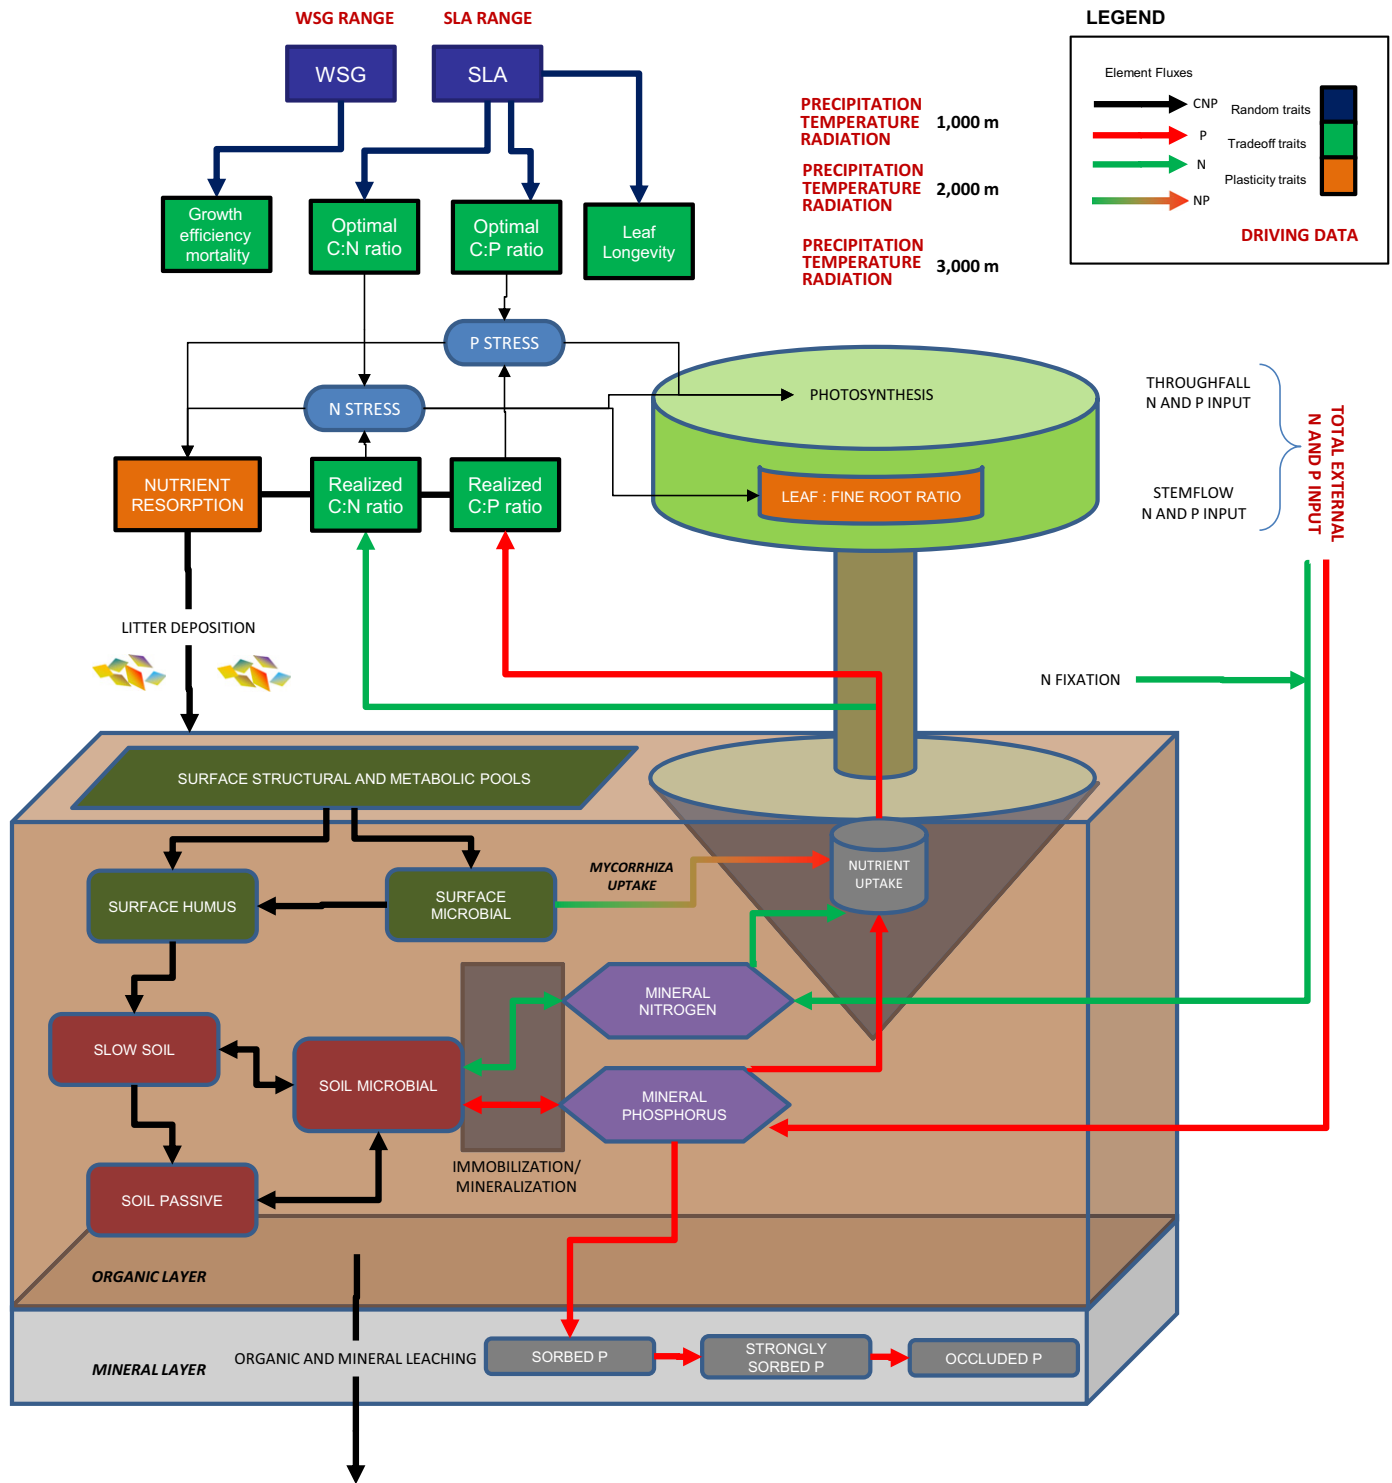 WSG RANGE
SLA RANGE
LEGEND
WSG
SLA
Element Fluxes
CNP
P
N
NP
Random traits
Tradeoff traits
Plasticity traits
DRIVING DATA
PRECIPITATION
TEMPERATURE
RADIATION
1,000 m
PRECIPITATION
TEMPERATURE
RADIATION
2,000 m
PRECIPITATION
TEMPERATURE
RADIATION
3,000 m
Growth
efficiency
mortality
Optimal
C:N ratio
Optimal
C:P ratio
Leaf
Longevity
P STRESS
N STRESS
PHOTOSYNTHESIS
THROUGHFALL
N AND P INPUT
STEMFLOW
N AND P INPUT
TOTAL EXTERNAL
N AND P INPUT
NUTRIENT
RESORPTION
Realized
C:N ratio
Realized
C:P ratio
LEAF : FINE ROOT RATIO
LITTER DEPOSITION
N FIXATION
SURFACE STRUCTURAL AND METABOLIC POOLS
MYCORRHIZA
UPTAKE
NUTRIENT
UPTAKE
SURFACE HUMUS
SURFACE
MICROBIAL
MINERAL
NITROGEN
SLOW SOIL
SOIL MICROBIAL
MINERAL
PHOSPHORUS
IMMOBILIZATION/
MINERALIZATION
SOIL PASSIVE
ORGANIC LAYER
MINERAL LAYER
ORGANIC AND MINERAL LEACHING
SORBED P
STRONGLY
SORBED P
OCCLUDED P